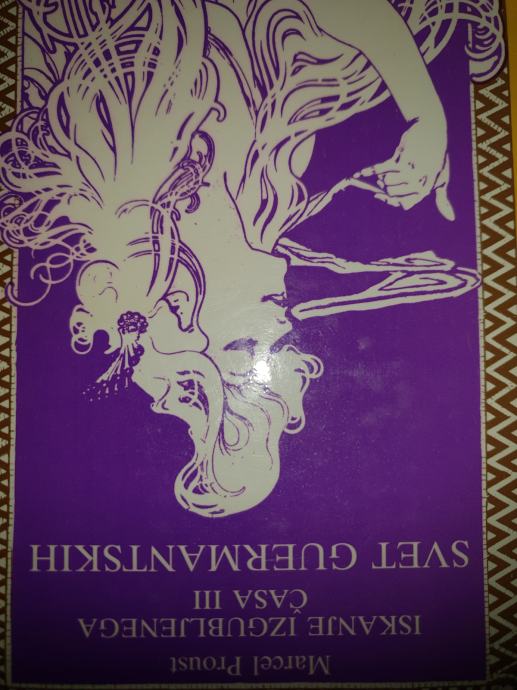 Marcel Proust
ISKANJE IZGUBLJENEGA
ČASA III
SVET GUERMANTSKIH